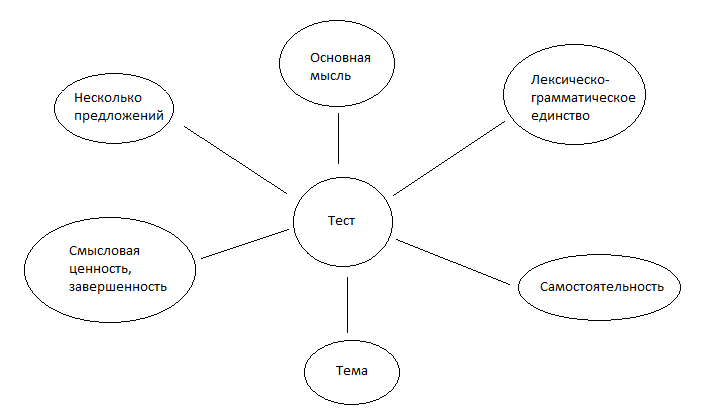 Основная
мысль
Несколько
предложений
Лексическо-
грамматическое
единство
Тест
Смысловая
ценность,
завершенность
Самостоятельность
Тема